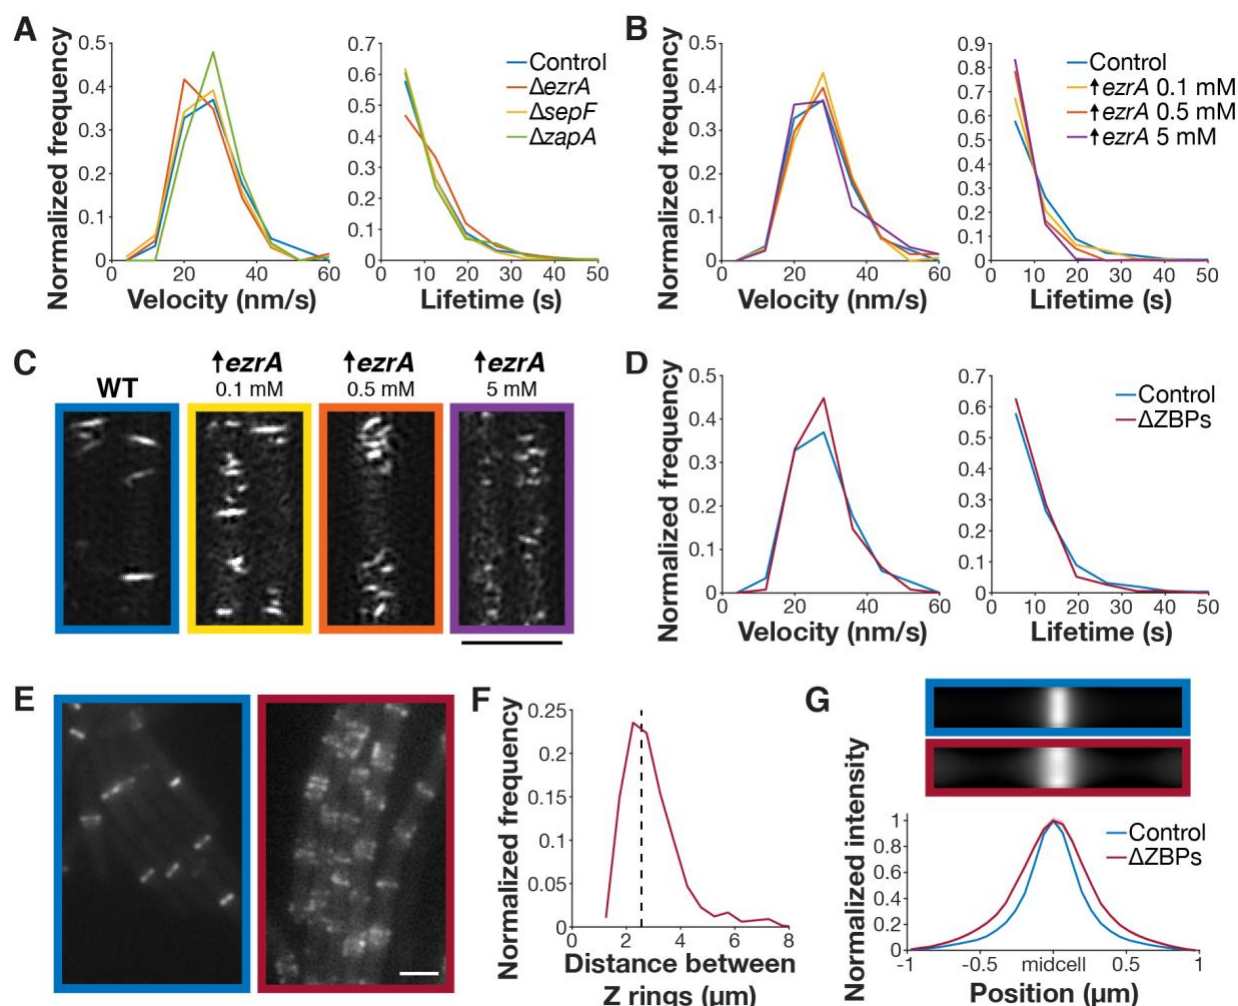 A
Normalized frequency
0.5
0.4
0.3
0.2
0.1
0
0
20
40
60
Velocity (nm/s)
0.7
0.6
0.5
0.4
0.3
0.2
0.1
0
0
10
20
30
40
50
Lifetime (s)
Control
ΔezrA
ΔsepF
ΔzapA
B
Normalized frequency
0.5
0.4
0.3
0.2
0.1
0
0
20
40
60
Velocity (nm/s)
0.9
0.8
0.7
0.6
0.5
0.4
0.3
0.2
0.1
0
0
10
20
30
40
50
Lifetime (s)
Control
↑ezrA 0.1 mM
↑ezrA 0.5 mM
↑ezrA 5 mM
C
WT
↑ezrA
0.1 mM
↑ezrA
0.5 mM
↑ezrA
5 mM
D
Normalized frequency
0.5
0.4
0.3
0.2
0.1
0
0
20
40
60
Velocity (nm/s)
0.7
0.6
0.5
0.4
0.3
0.2
0.1
0
0
10
20
30
40
50
Lifetime (s)
Control
ΔZBPs
E
F
Normalized frequency
0.25
0.2
0.15
0.1
0.05
0
0
2
4
6
8
Distance between
Z rings (μm)
G
Normalized intensity
1
0.8
0.6
0.4
0.2
0
-1
-0.5
midcell
0.5
1
Position (μm)
Control
ΔZBPs